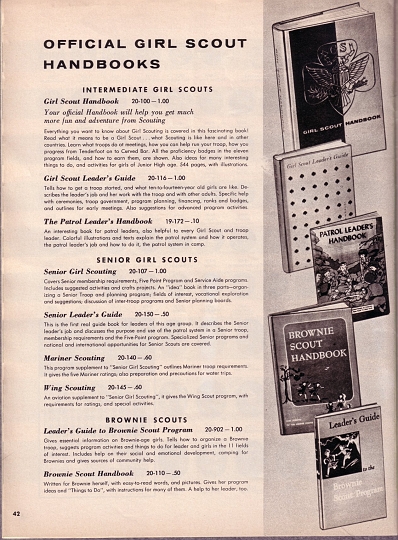 OFFICIAL GIRL SCOUT
HANDBOOKS
INTERMEDIATE GIRL SCOUTS
Girl Scout Handbook 20-100—1.00
Your official Handbook will help you get much
more fun and adventure from Scouting
Everything you want to know about Girl Scouting is covered in this fascinating book!
Read what it means to be a Girl Scout . . . what Scouting is like here and in other
countries. Learn what troops do at meetings, how you can help run your troop, how you
progress from Tenderfoot on to Curved Bar. All the proficiency badges in the eleven
program fields, and how to earn them, are shown. Also ideas for many interesting
things to do, and activities for girls of Junior High age. 544 pages, with illustrations.
Girl Scout Leader's Guide 20-116—1.00
Tells how to get a troop started, and what ten-to-fourteen-year old girls are like. De-
scribes the leader's job and her work with the troop and with other adults. Specific help
with ceremonies, troop government, program planning, financing, ranks and badges,
and outlines for early meetings. Also suggestions for advanced program activities.
The Patrol Leader's Handbook 19-172—.10
An interesting book for patrol leaders, also helpful to every Girl Scout and troop
leader. Colorful illustrations and texts explain the patrol system and how it operates,
the patrol leader's job and how to do it, the patrol system in camp.
SENIOR GIRL SCOUTS
Senior Girl Scouting 20-107—1.00
Covers Senior membership requirements, Five Point Program and Service Aide programs.
Includes suggested activities and crafts projects. An "idea" book in three parts—organ-
izing a Senior Troop and planning program; fields of interest, vocational exploration
and suggestions; discussion of inter-troop programs and Senior planning boards.
Senior Leader's Guide 20-150—.50
This is the first real guide book for leaders of this age group. It describes the Senior
leader's job and discusses the purpose and use of the patrol system in a Senior troop,
membership requirements and the Five-Point Program. Specialized Senior programs and
national and international opportunities for Senior Scouts are covered.
Mariner Scouting 20-140—.60
This program supplement to "Senior Girl Scouting" outlines Mariner troop requirements.
It gives the five Mariner ratings; also preparation and precautions for water trips.
Wing Scouting 20-145—.60
An aviation supplement to "Senior Girl Scouting", it gives the Wing Scout program, with
requirements for ratings, and special activities.
BROWNIE SCOUTS
Leader's Guide to Brownie Scout Program 20-902—1.00
Gives essential information on Brownie-age girls. Tells how to organize a Brownie
troop, suggests program activities and things to do for leader and girls in the 11 fields
of interest. Includes help on their social and emotional development, camping for
Brownies and gives sources of community help.
Brownie Scout Handbook 20-110—.50
Written for Brownie herself, with easy-to-read words, and pictures. Gives her program
ideas and "Things to Do", with instructions for many of them. A help to her leader, too.
42
GIRL SCOUT HANDBOOK
Girl Scout Leader's Guide
PATROL LEADER'S
HANDBOOK
BROWNIE
SCOUT
HANDBOOK
Leader's Guide
to the
Brownie
Scout Program